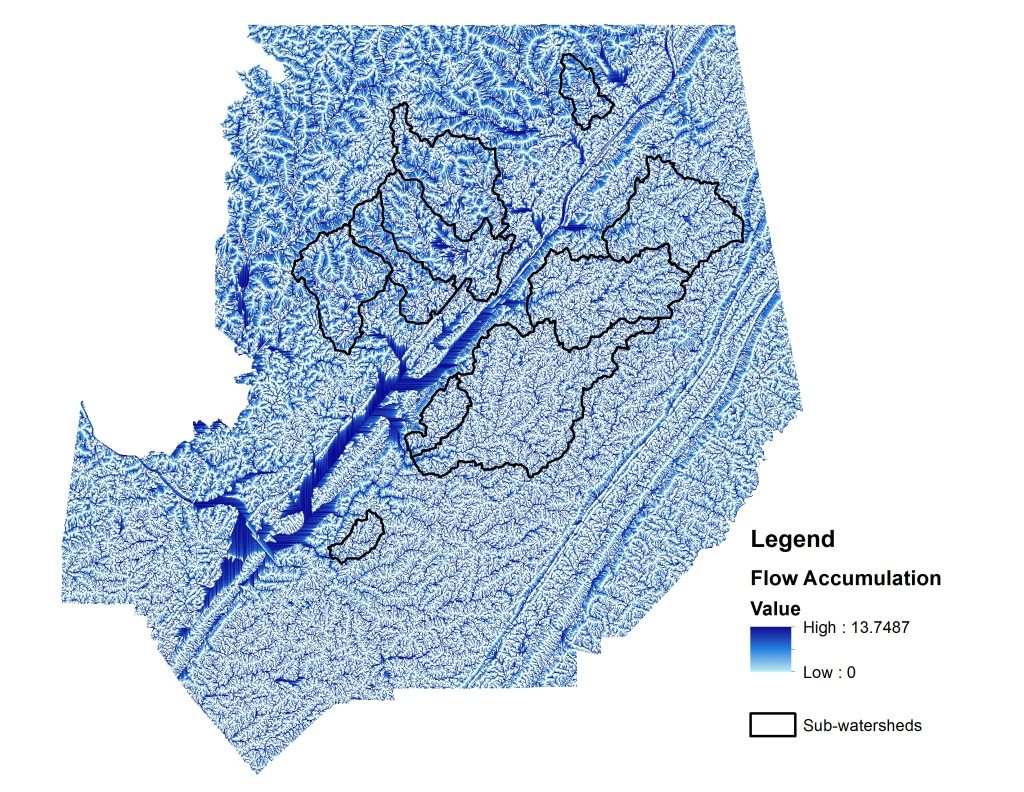 Legend
Flow Accumulation
Value
High : 13.7487
Low : 0
Sub-watersheds